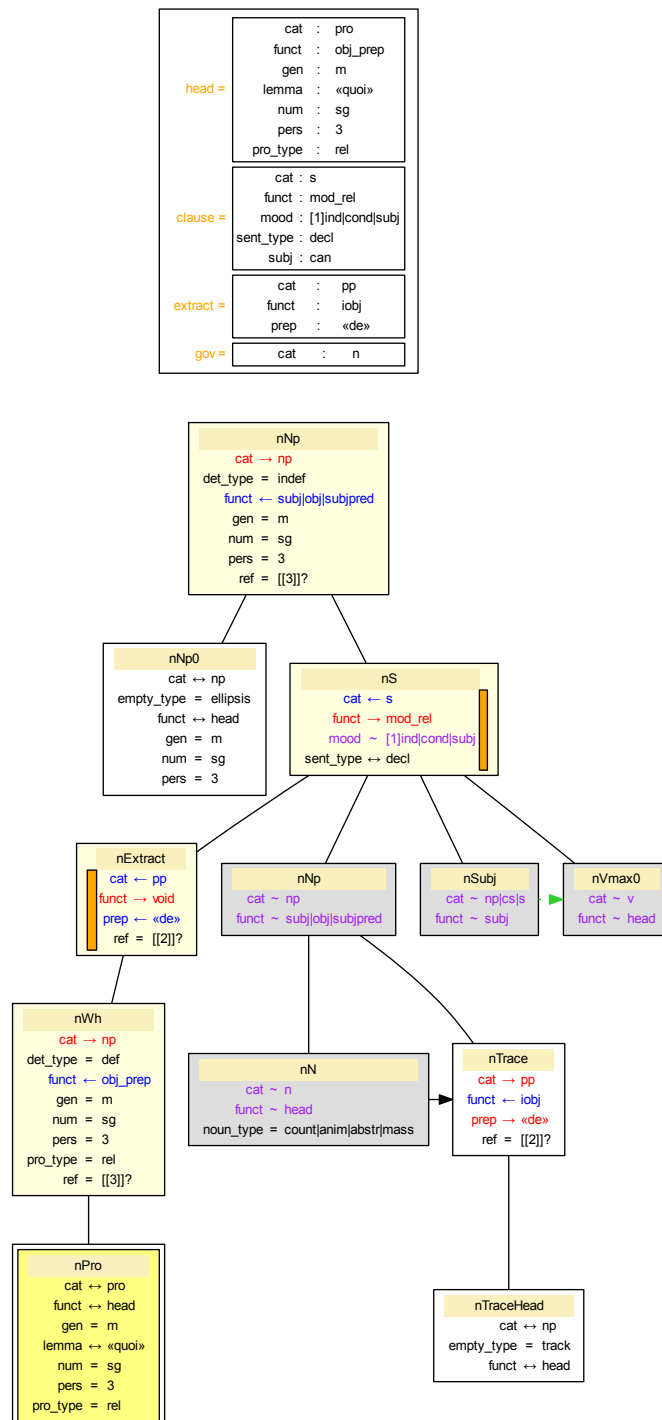 head =
cat : pro
funct : obj_prep
gen : m
lemma : «quoi»
num : sg
pers : 3
pro_type : rel
clause =
cat : s
funct : mod_rel
mood : [1]ind|cond|subj
sent_type : decl
subj : can
extract =
cat : pp
funct : iobj
prep : «de»
gov =
cat : n
nNp
cat → np
det_type = indef
funct ← subj|obj|subjpred
gen = m
num = sg
pers = 3
ref = [[3]]?
nNp0
cat ↔ np
empty_type = ellipsis
funct ↔ head
gen = m
num = sg
pers = 3
nS
cat ← s
funct → mod_rel
mood ~ [1]ind|cond|subj
sent_type ↔ decl
nExtract
cat ← pp
funct → void
prep ← «de»
ref = [[2]]?
nNp
cat ~ np
funct ~ subj|obj|subjpred
nSubj
cat ~ np|cs|s
funct ~ subj
nVmax0
cat ~ v
funct ~ head
nWh
cat → np
det_type = def
funct ← obj_prep
gen = m
num = sg
pers = 3
pro_type = rel
ref = [[3]]?
nN
cat ~ n
funct ~ head
noun_type = count|anim|abstr|mass
nTrace
cat → pp
funct ← iobj
prep → «de»
ref = [[2]]?
nPro
cat ↔ pro
funct ↔ head
gen = m
lemma ↔ «quoi»
num = sg
pers = 3
pro_type = rel
nTraceHead
cat ↔ np
empty_type = track
funct ↔ head